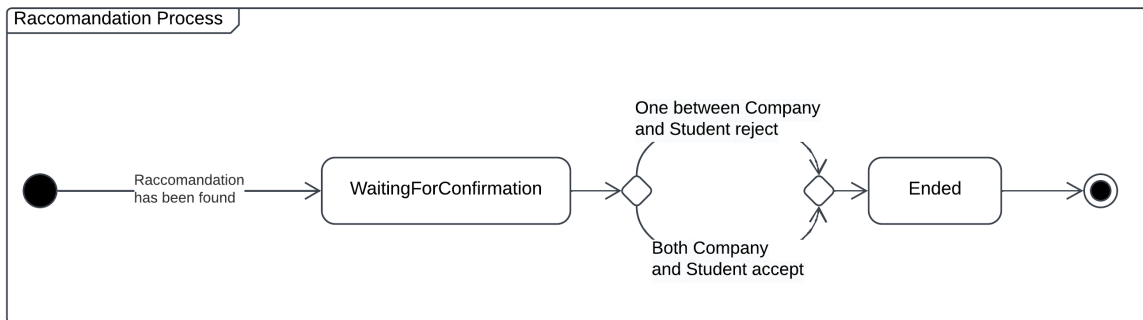 Raccomandation Process
Raccomandation
has been found
WaitingForConfirmation
One between Company
and Student reject
Both Company
and Student accept
Ended